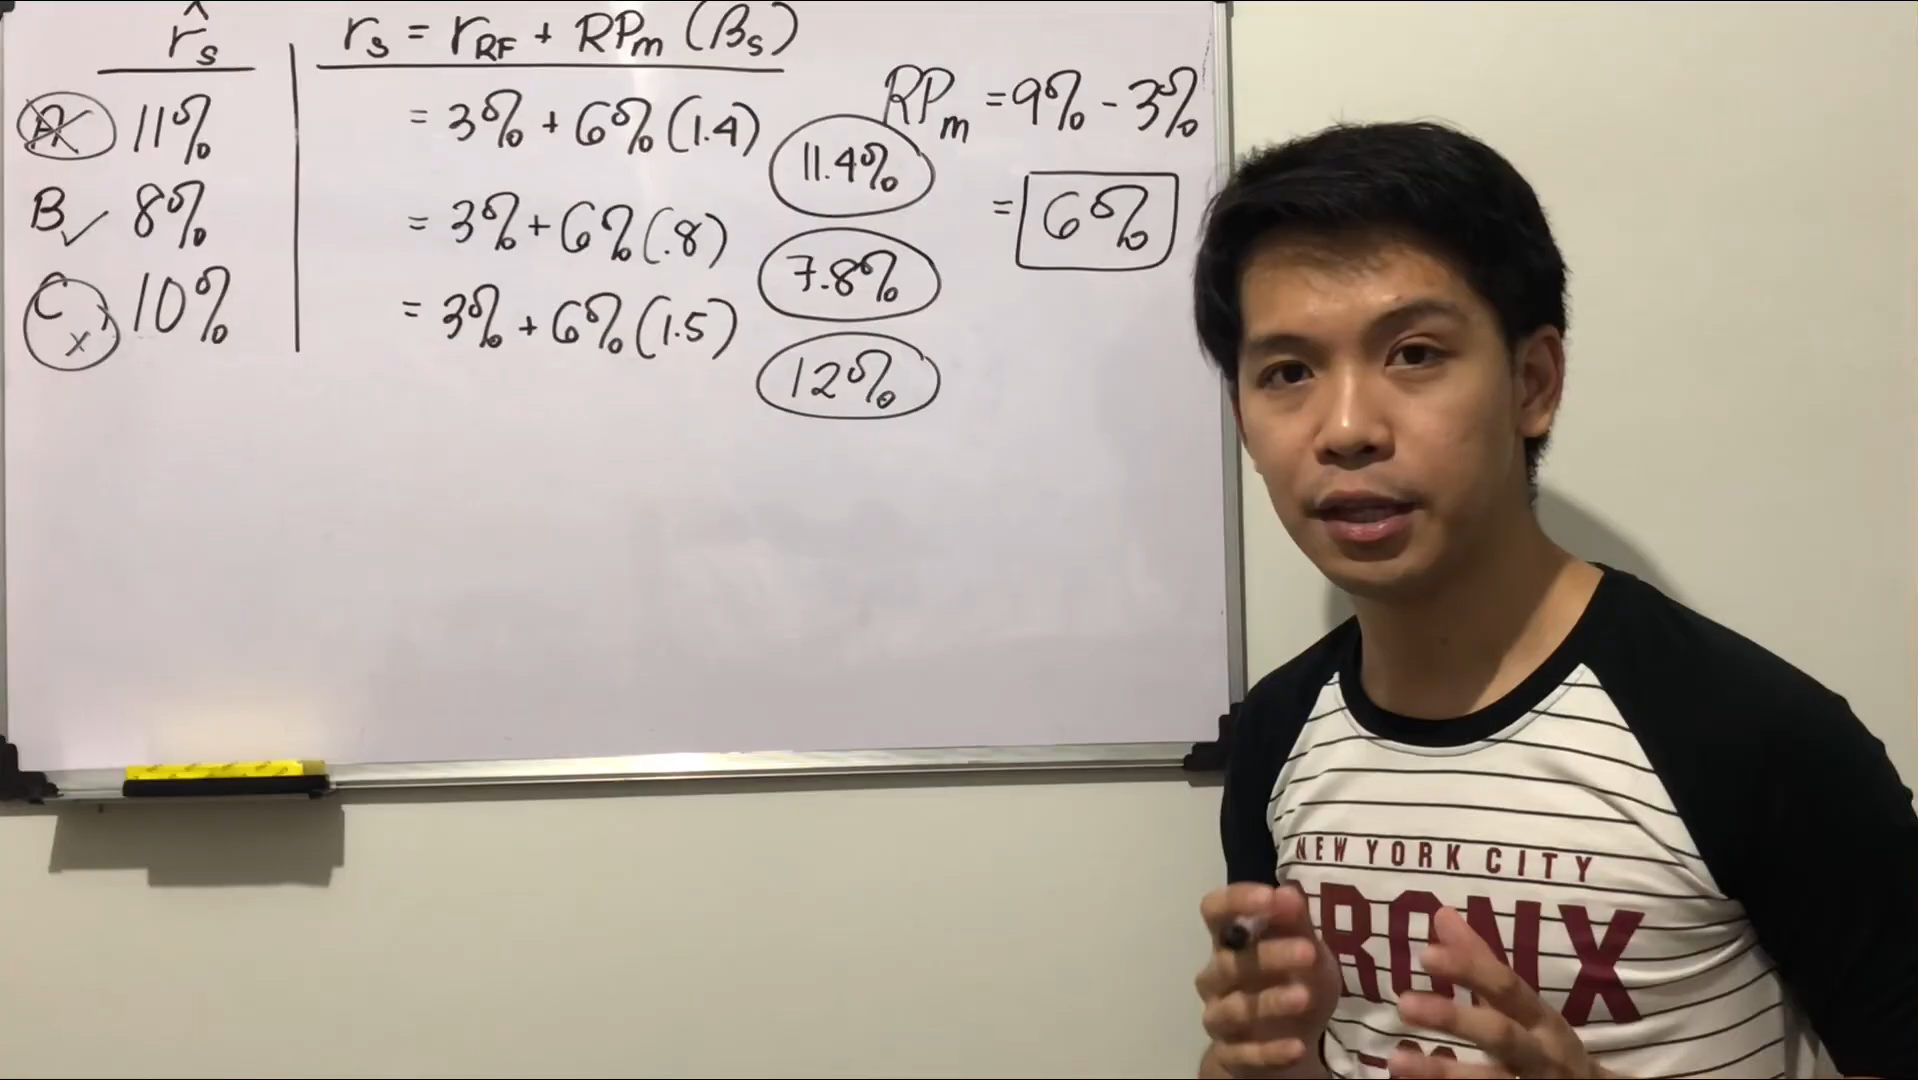 r̂s
rs = rRF + RPm (βs)
A 11% = 3% + 6% (1.4) 11.4%
B ✓ 8% = 3% + 6% (.8) 7.8%
C x 10% = 3% + 6% (1.5) 12%
RPm = 9% - 3%
= 6%
NEW YORK CITY
BRONX